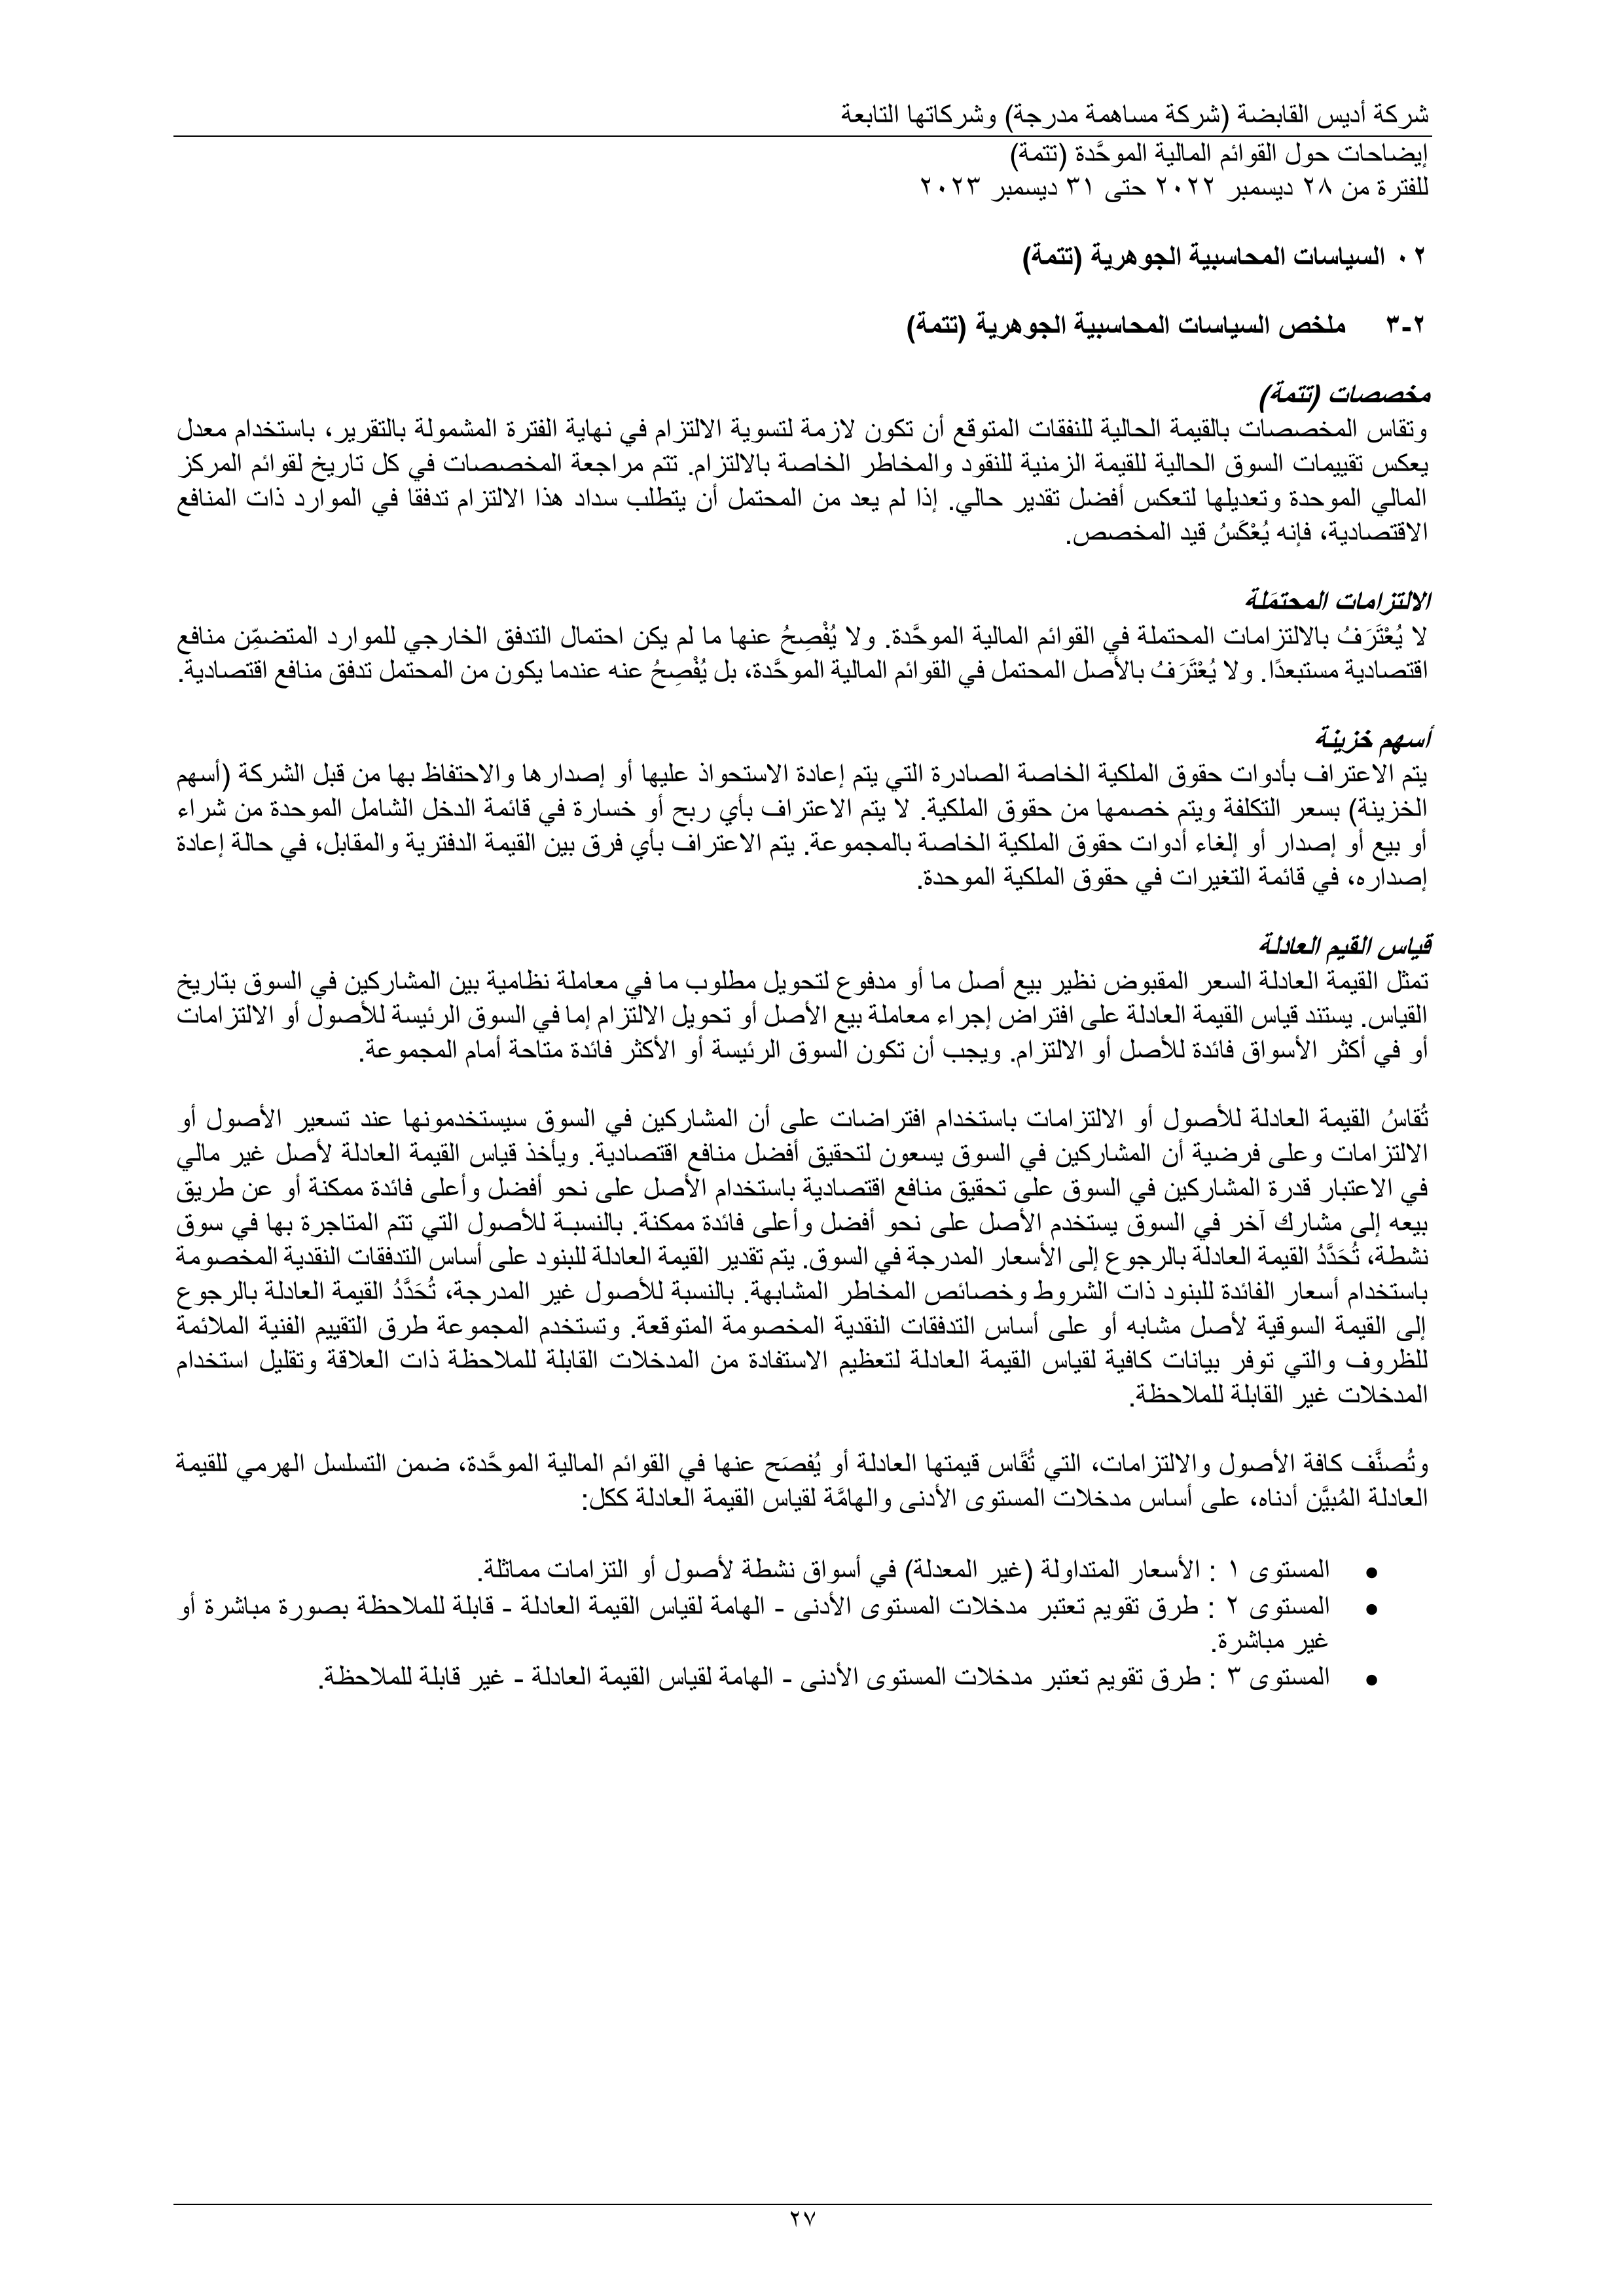 شركة أديس القابضة (شركة مساهمة مدرجة) وشركاتها التابعة
إيضاحات حول القوائم المالية الموحَّدة (تتمة)
للفترة من ٢٨ ديسمبر ٢٠٢٢ حتى ٣١ ديسمبر ٢٠٢٣
٠٢ السياسات المحاسبية الجوهرية (تتمة)
٢-٣ ملخص السياسات المحاسبية الجوهرية (تتمة)
مخصصات (تتمة)
وتقاس المخصصات بالقيمة الحالية للنفقات المتوقع أن تكون لازمة لتسوية الالتزام في نهاية الفترة المشمولة بالتقرير، باستخدام معدل
يعكس تقييمات السوق الحالية للقيمة الزمنية للنقود والمخاطر الخاصة بالالتزام. تتم مراجعة المخصصات في كل تاريخ لقوائم المركز
المالي الموحدة وتعديلها لتعكس أفضل تقدير حالي. إذا لم يعد من المحتمل أن يتطلب سداد هذا الالتزام تدفقا في الموارد ذات المنافع
الاقتصادية، فإنه يُعْكَسُ قيد المخصص.
الالتزامات المحتمَلة
لا يُعْتَرَفُ بالالتزامات المحتملة في القوائم المالية الموحَّدة. ولا يُفْصِحُ عنها ما لم يكن احتمال التدفق الخارجي للموارد المتضمِّن منافع
اقتصادية مستبعدًا. ولا يُعْتَرَفُ بالأصل المحتمل في القوائم المالية الموحَّدة، بل يُفْصِحُ عنه عندما يكون من المحتمل تدفق منافع اقتصادية.
أسهم خزينة
يتم الاعتراف بأدوات حقوق الملكية الخاصة الصادرة التي يتم إعادة الاستحواذ عليها أو إصدارها والاحتفاظ بها من قبل الشركة (أسهم
الخزينة) بسعر التكلفة ويتم خصمها من حقوق الملكية. لا يتم الاعتراف بأي ربح أو خسارة في قائمة الدخل الشامل الموحدة من شراء
أو بيع أو إصدار أو إلغاء أدوات حقوق الملكية الخاصة بالمجموعة. يتم الاعتراف بأي فرق بين القيمة الدفترية والمقابل، في حالة إعادة
إصداره، في قائمة التغيرات في حقوق الملكية الموحدة.
قياس القيم العادلة
تمثل القيمة العادلة السعر المقبوض نظير بيع أصل ما أو مدفوع لتحويل مطلوب ما في معاملة نظامية بين المشاركين في السوق بتاريخ
القياس. يستند قياس القيمة العادلة على افتراض إجراء معاملة بيع الأصل أو تحويل الالتزام إما في السوق الرئيسة للأصول أو الالتزامات
أو في أكثر الأسواق فائدة للأصل أو الالتزام. ويجب أن تكون السوق الرئيسة أو الأكثر فائدة متاحة أمام المجموعة.
تُقاسُ القيمة العادلة للأصول أو الالتزامات باستخدام افتراضات على أن المشاركين في السوق سيستخدمونها عند تسعير الأصول أو
الالتزامات وعلى فرضية أن المشاركين في السوق يسعون لتحقيق أفضل منافع اقتصادية. ويأخذ قياس القيمة العادلة لأصل غير مالي
في الاعتبار قدرة المشاركين في السوق على تحقيق منافع اقتصادية باستخدام الأصل على نحو أفضل وأعلى فائدة ممكنة أو عن طريق
بيعه إلى مشارك آخر في السوق يستخدم الأصل على نحو أفضل وأعلى فائدة ممكنة. بالنسبـة للأصول التي تتم المتاجرة بها في سوق
نشطة، تُحَدَّدُ القيمة العادلة بالرجوع إلى الأسعار المدرجة في السوق. يتم تقدير القيمة العادلة للبنود على أساس التدفقات النقدية المخصومة
باستخدام أسعار الفائدة للبنود ذات الشروط وخصائص المخاطر المشابهة. بالنسبة للأصول غير المدرجة، تُحَدَّدُ القيمة العادلة بالرجوع
إلى القيمة السوقية لأصل مشابه أو على أساس التدفقات النقدية المخصومة المتوقعة. وتستخدم المجموعة طرق التقييم الفنية الملائمة
للظروف والتي توفر بيانات كافية لقياس القيمة العادلة لتعظيم الاستفادة من المدخلات القابلة للملاحظة ذات العلاقة وتقليل استخدام
المدخلات غير القابلة للملاحظة.
وتُصنَّف كافة الأصول والالتزامات، التي تُقَاس قيمتها العادلة أو يُفصَح عنها في القوائم المالية الموحَّدة، ضمن التسلسل الهرمي للقيمة
العادلة المُبيَّن أدناه، على أساس مدخلات المستوى الأدنى والهامَّة لقياس القيمة العادلة ككل:
• المستوى ١ : الأسعار المتداولة (غير المعدلة) في أسواق نشطة لأصول أو التزامات مماثلة.
• المستوى ٢ : طرق تقويم تعتبر مدخلات المستوى الأدنى - الهامة لقياس القيمة العادلة - قابلة للملاحظة بصورة مباشرة أو
غير مباشرة.
• المستوى ٣ : طرق تقويم تعتبر مدخلات المستوى الأدنى - الهامة لقياس القيمة العادلة - غير قابلة للملاحظة.
٢٧